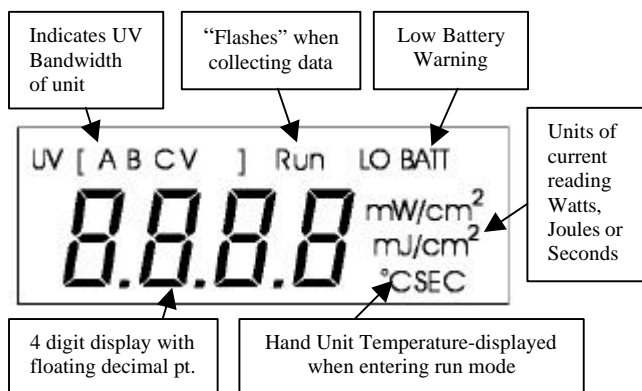 Indicates UV
Bandwidth
of unit
“Flashes” when
collecting data
Low Battery
Warning
UV [ A B C V ] Run LO BATT
8.8.8.8
mW/cm²
mJ/cm²
°CSEC
Units of
current
reading
Watts,
Joules or
Seconds
4 digit display with
floating decimal pt.
Hand Unit Temperature-displayed
when entering run mode